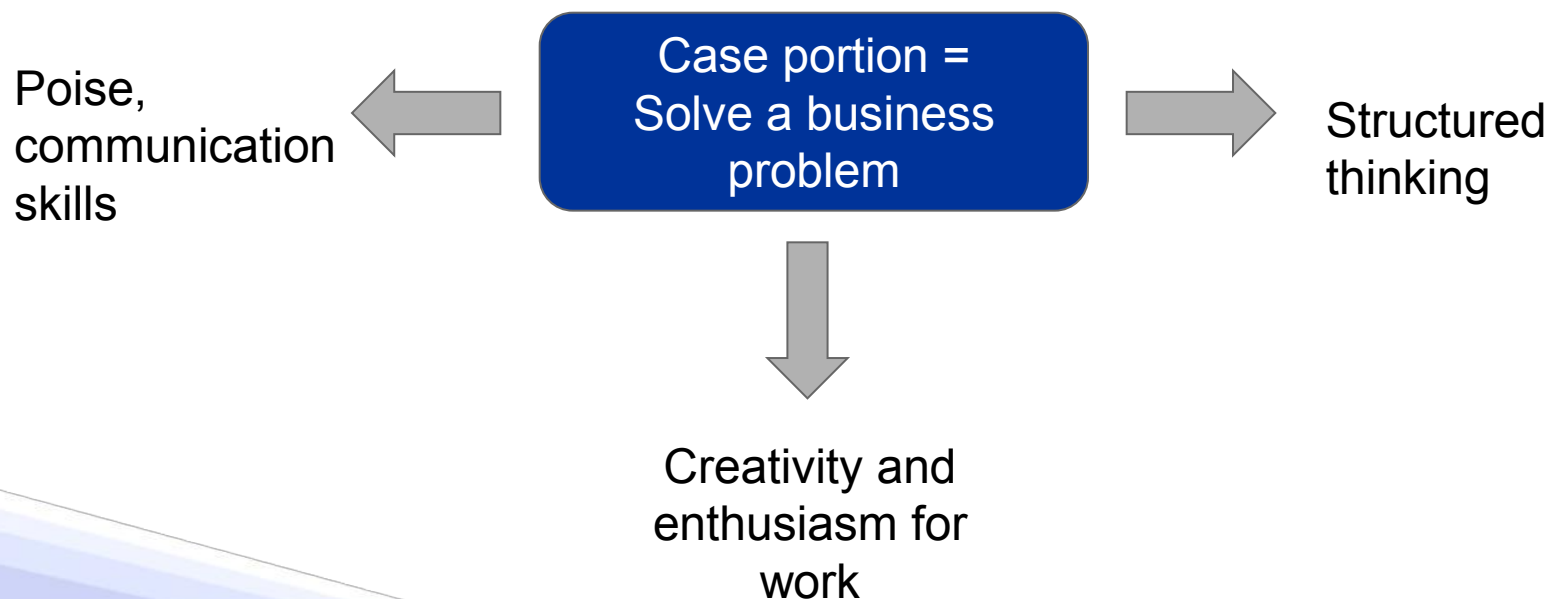 Poise,
communication
skills
Case portion =
Solve a business
problem
Structured
thinking
Creativity and
enthusiasm for
work